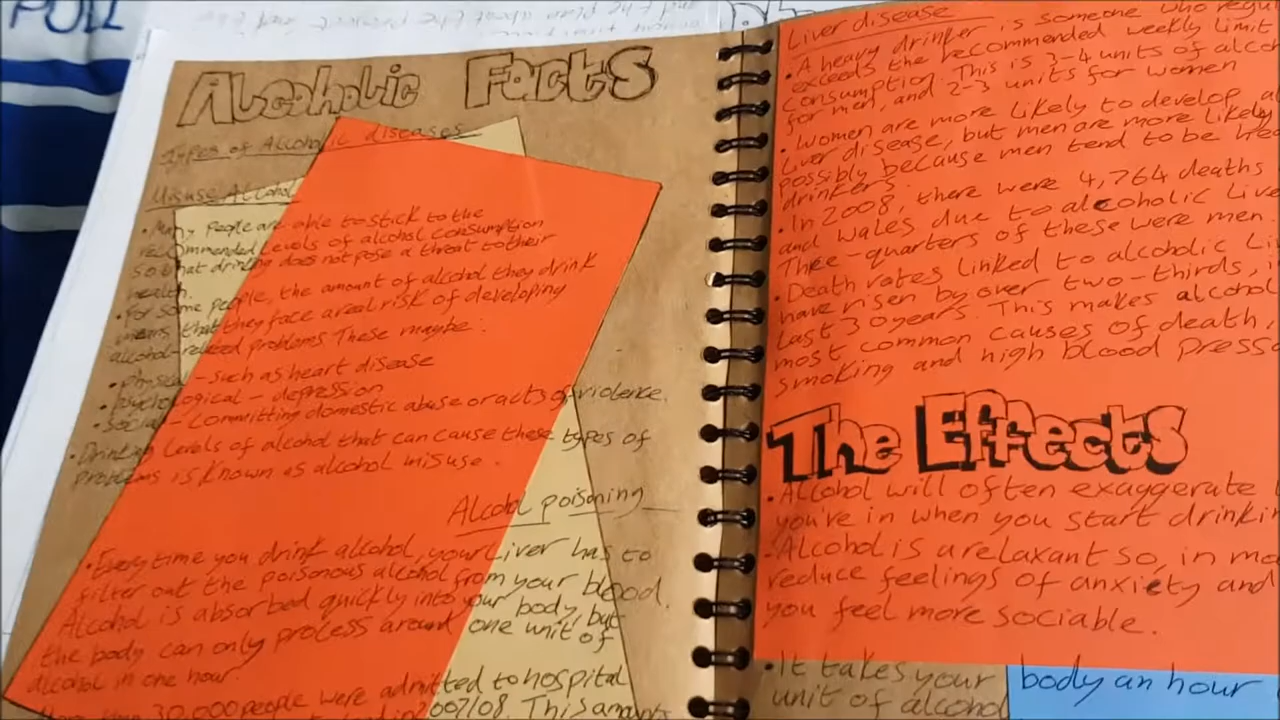 PULL
Alcoholic Facts
Types of Alcoholic diseases
Misuse Alcohol
• Many people are able to stick to the
recommended levels of alcohol consumption
so that drinking does not pose a threat to their
health.
• For some people, the amount of alcohol they drink
means that they face a real risk of developing
alcohol-related problems These maybe:
• physical - such as heart disease
• psychological - depression
• Social - committing domestic abuse or acts of violence.
• Drinking levels of alcohol that can cause these types of
problems is known as alcohol misuse.
Alcohol poisoning
• Every time you drink alcohol, your Liver has to
filter out the poisonous alcohol from your blood.
Alcohol is absorbed quickly into your body, but
the body can only process around one unit of
alcohol in one hour.
More than 30,000 people were admitted to hospital
in 2007/08. This amounts
Liver disease
• A heavy drinker is someone who
exceeds the recommended weekly limit
consumption. This is 3-4 units of
for men, and 2-3 units for women
• Women are more likely to develop
Liver disease, but men are more likely
possibly because men tend to be
drinkers.
• In 2008, there were 4,764 deaths
and Wales due to alcoholic
Three-quarters of these were men.
• Death rates linked to alcoholic
have risen by over two-thirds,
last 30 years. This makes alcohol
most common causes of death,
smoking and high blood
The Effects
• Alcohol will often exaggerate
you're in when you start
• Alcohol is a relaxant so, in
reduce feelings of anxiety and
you feel more sociable.
• It takes your body an hour
unit of alcohol